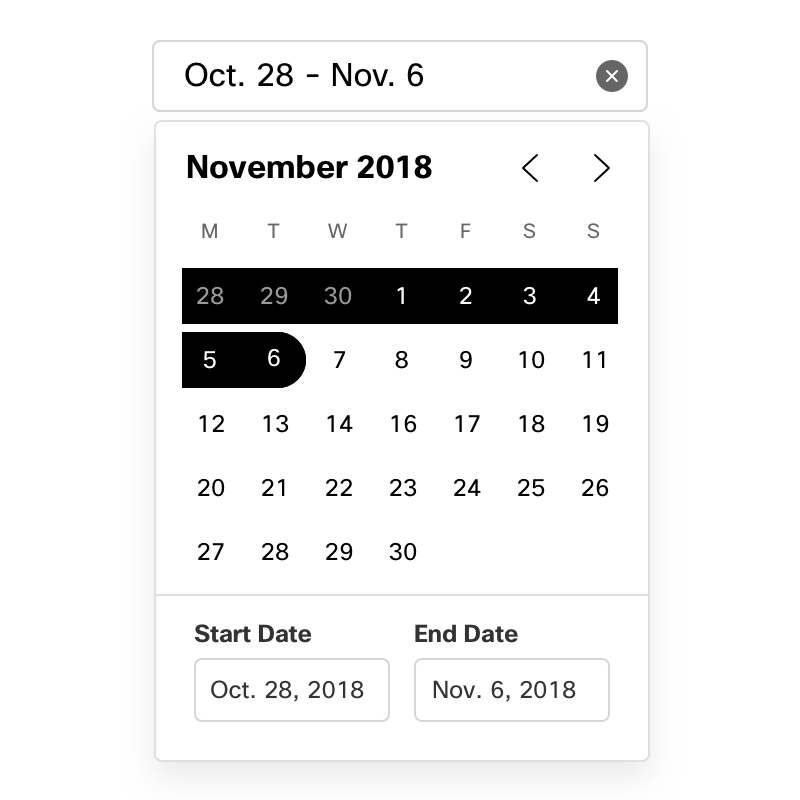 Oct. 28 - Nov. 6
November 2018
M T W T F S S
28 29 30 1 2 3 4
5 6 7 8 9 10 11
12 13 14 16 17 18 19
20 21 22 23 24 25 26
27 28 29 30
Start Date End Date
Oct. 28, 2018 Nov. 6, 2018